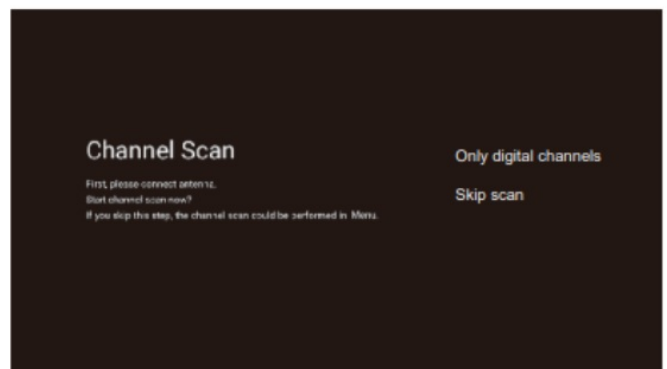 Channel Scan
First, please connect antenna.
Start channel scan now?
If you skip this step, the channel scan could be performed in Menu.
Only digital channels
Skip scan